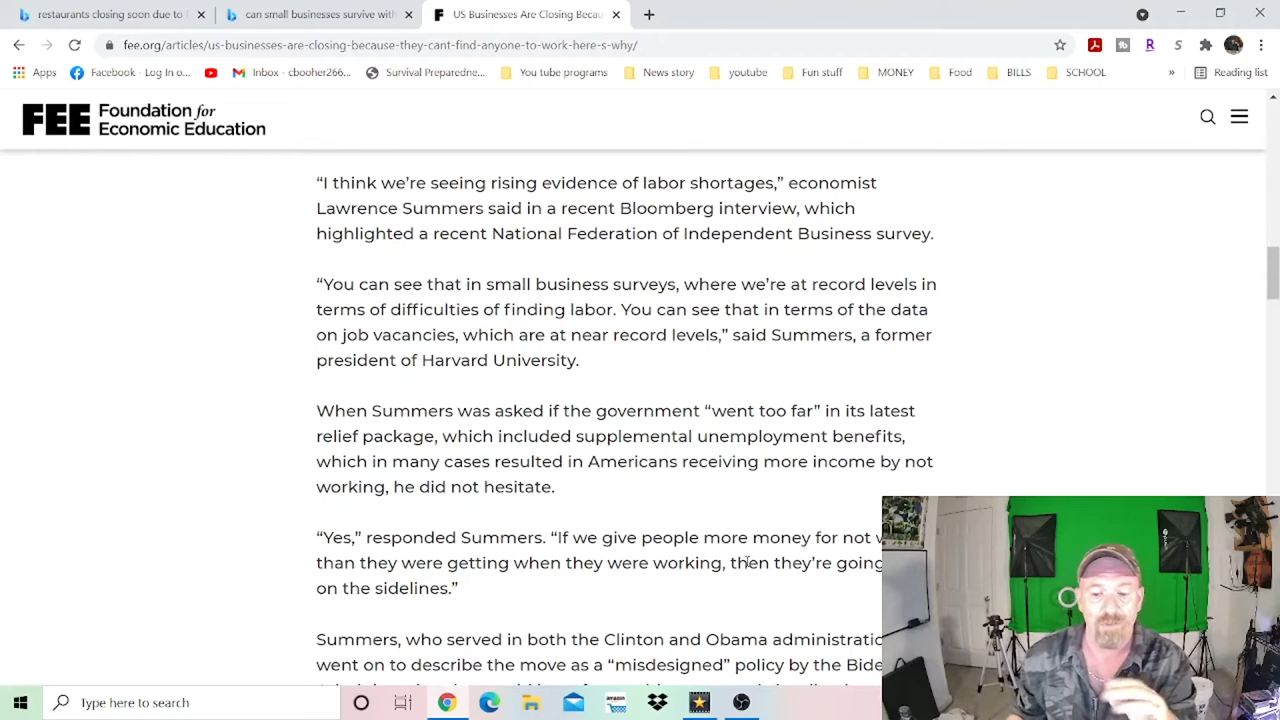 restaurants closing soon due to
can small businesses survive with
US Businesses Are Closing Becau
fee.org/articles/us-businesses-are-closing-because-they-cant-find-anyone-to-work-here-s-why/
Apps Facebook - Log In o... Inbox - cbooher266... Survival Preparedne... You tube programs News story youtube Fun stuff MONEY Food BILLS SCHOOL » Reading list
FEE Foundation for
Economic Education
“I think we’re seeing rising evidence of labor shortages,” economist
Lawrence Summers said in a recent Bloomberg interview, which
highlighted a recent National Federation of Independent Business survey.
“You can see that in small business surveys, where we’re at record levels in
terms of difficulties of finding labor. You can see that in terms of the data
on job vacancies, which are at near record levels,” said Summers, a former
president of Harvard University.
When Summers was asked if the government “went too far” in its latest
relief package, which included supplemental unemployment benefits,
which in many cases resulted in Americans receiving more income by not
working, he did not hesitate.
“Yes,” responded Summers. “If we give people more money for not
than they were getting when they were working, then they’re going
on the sidelines.”
Summers, who served in both the Clinton and Obama administratio
went on to describe the move as a “misdesigned” policy by the Bide
Type here to search
amazon